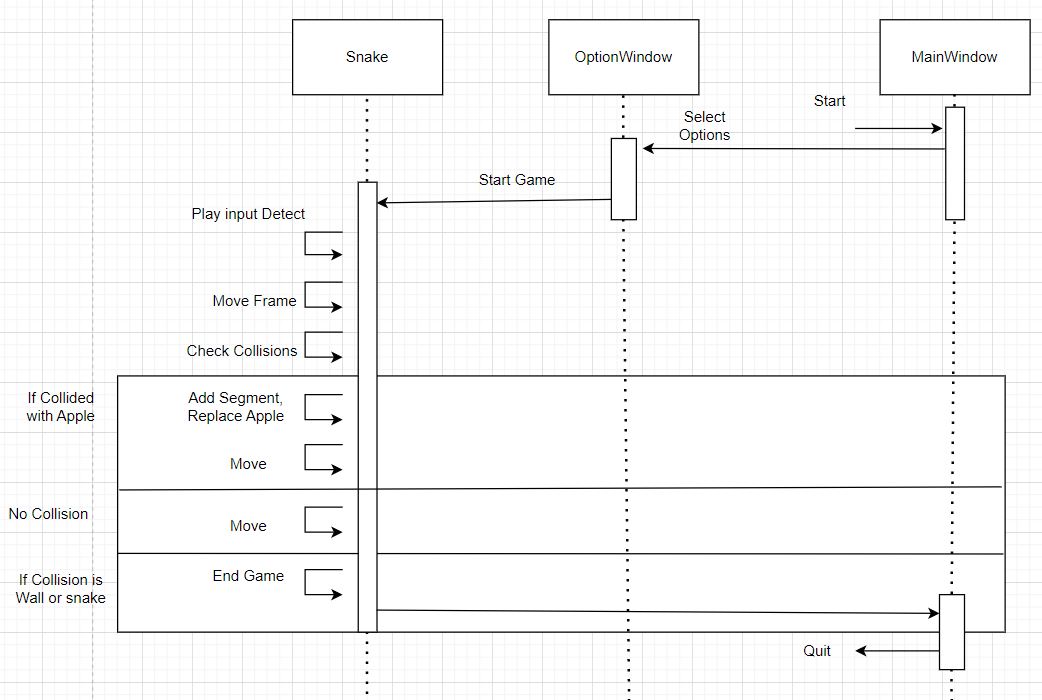 Snake
OptionWindow
MainWindow
Start
Select
Options
Start Game
Play input Detect
Move Frame
Check Collisions
If Collided
with Apple
Add Segment,
Replace Apple
Move
No Collision
Move
If Collision is
Wall or snake
End Game
Quit